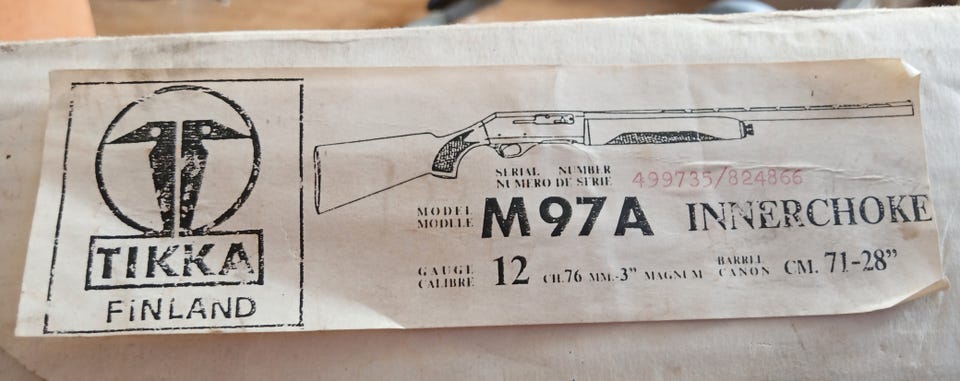 TIKKA
FINLAND
SERIAL NUMBER
NUMERO DE SERIE
499735/824866
MODEL
MODLLE
M97A INNERCHOKE
GAUGE
CALIBRE
12 CH.76 MM.-3" MAGNUM
BARREL
CANON
CM. 71-28"